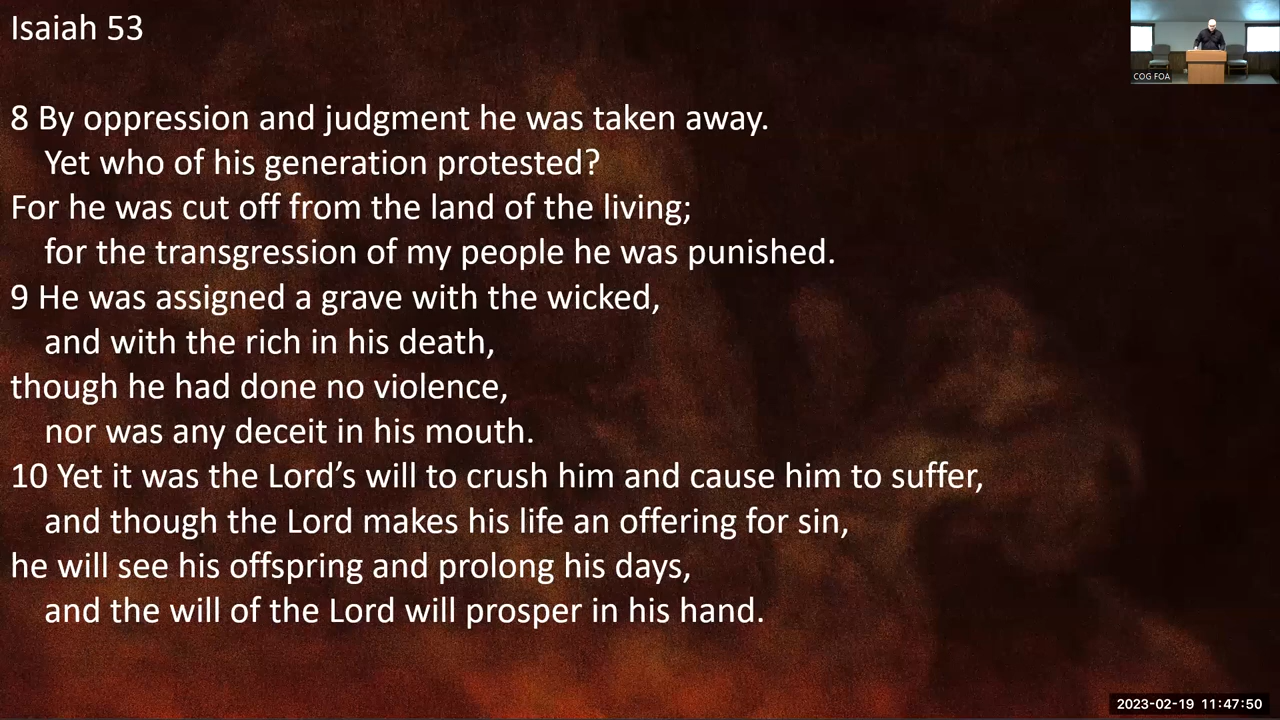 Isaiah 53
COG FOA
8 By oppression and judgment he was taken away.
Yet who of his generation protested?
For he was cut off from the land of the living;
for the transgression of my people he was punished.
9 He was assigned a grave with the wicked,
and with the rich in his death,
though he had done no violence,
nor was any deceit in his mouth.
10 Yet it was the Lord’s will to crush him and cause him to suffer,
and though the Lord makes his life an offering for sin,
he will see his offspring and prolong his days,
and the will of the Lord will prosper in his hand.
2023-02-19 11:47:50